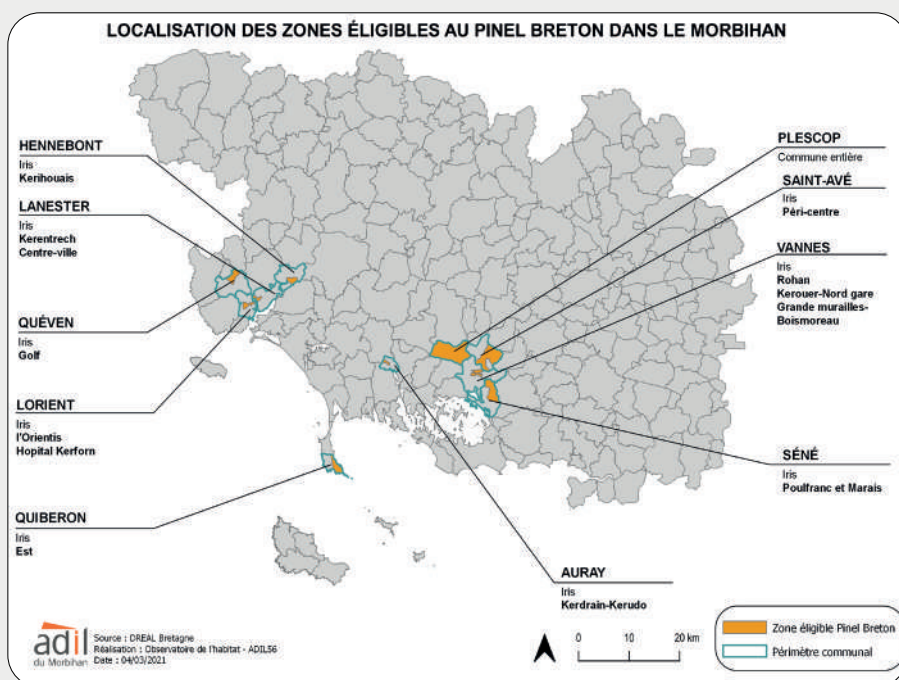 LOCALISATION DES ZONES ÉLIGIBLES AU PINEL BRETON DANS LE MORBIHAN
HENNEBONT
Iris
Kerihouais
LANESTER
Iris
Kerentrech
Centre-ville
QUÉVEN
Iris
Golf
LORIENT
Iris
l'Orientis
Hopital Kerforn
QUIBERON
Iris
Est
PLESCOP
Commune entière
SAINT-AVÉ
Iris
Péri-centre
VANNES
Iris
Rohan
Kerouer-Nord gare
Grande murailles-
Boismoreau
SÉNÉ
Iris
Poulfranc et Marais
AURAY
Iris
Kerdrain-Kerudo
adil
du Morbihan
Source : DREAL Bretagne
Réalisation : Observatoire de l'habitat - ADIL56
Date : 04/03/2021
0 10 20 km
Zone éligible Pinel Breton
Périmètre communal